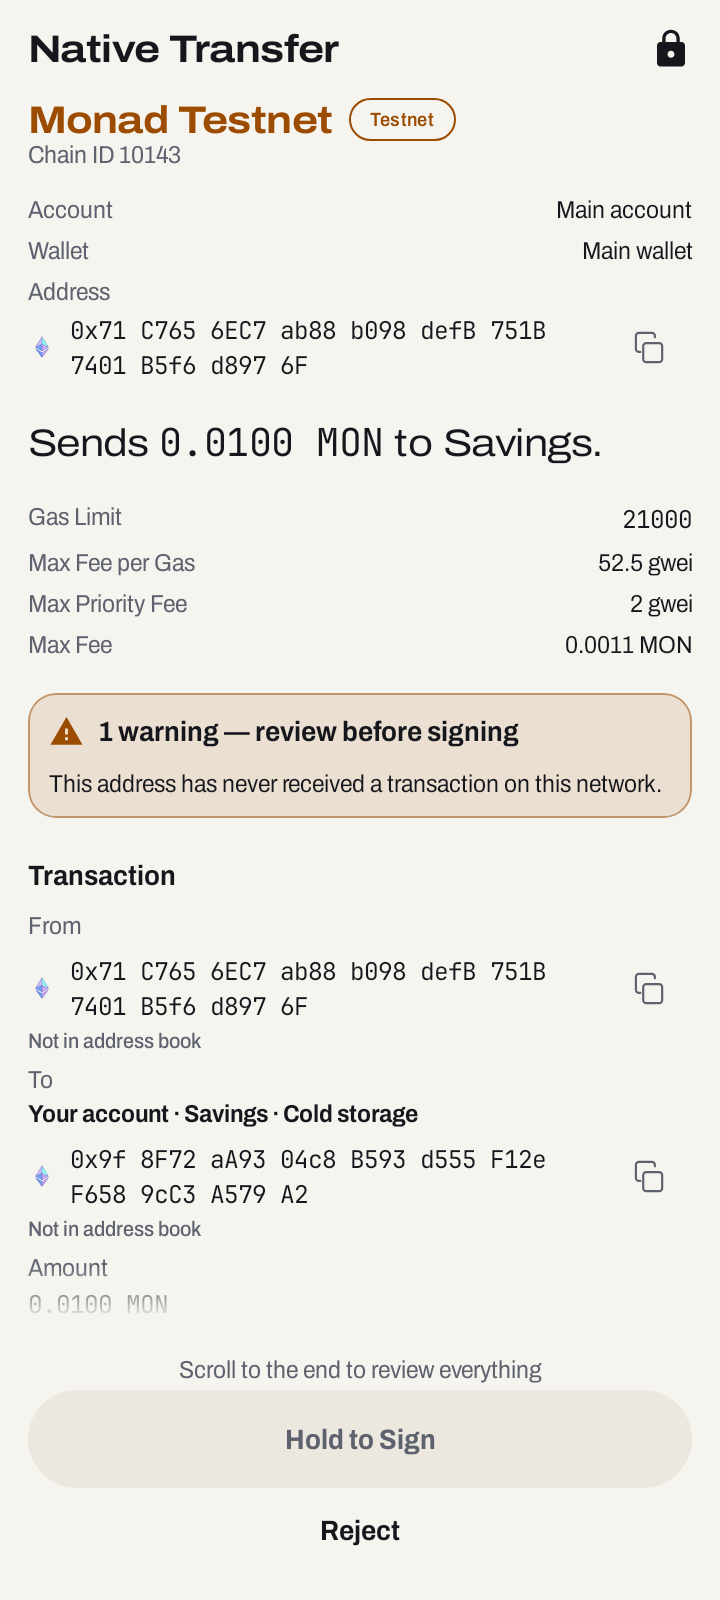 Native Transfer
Monad Testnet Testnet
Chain ID 10143
Account Main account
Wallet Main wallet
Address
0x71 C765 6EC7 ab88 b098 defB 751B
7401 B5f6 d897 6F
Sends 0.0100 MON to Savings.
Gas Limit 21000
Max Fee per Gas 52.5 gwei
Max Priority Fee 2 gwei
Max Fee 0.0011 MON
1 warning — review before signing
This address has never received a transaction on this network.
Transaction
From
0x71 C765 6EC7 ab88 b098 defB 751B
7401 B5f6 d897 6F
Not in address book
To
Your account · Savings · Cold storage
0x9f 8F72 aA93 04c8 B593 d555 F12e
F658 9cC3 A579 A2
Not in address book
Amount
0.0100 MON
Scroll to the end to review everything
Hold to Sign
Reject